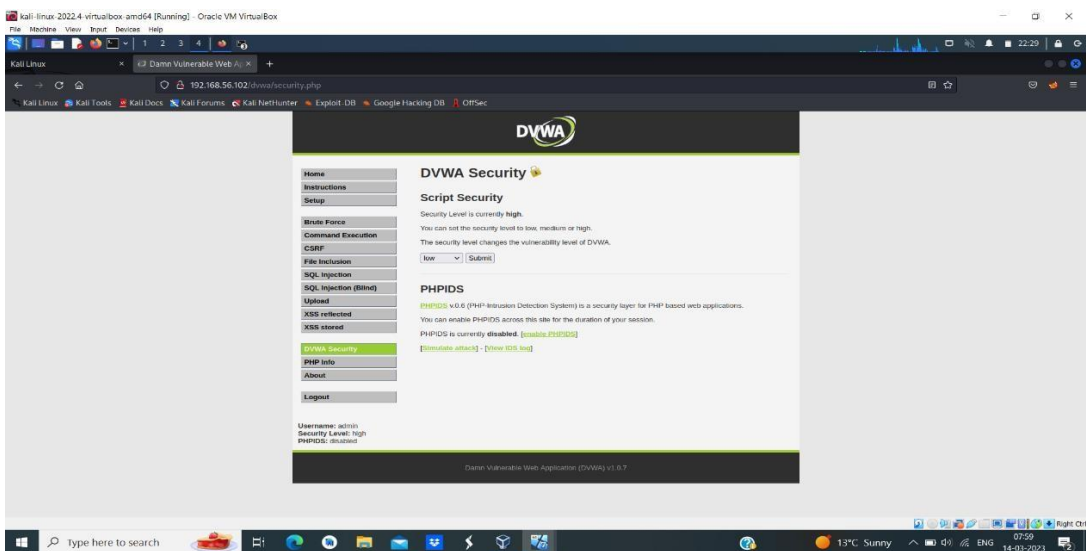 kali-linux-2022.4-virtualbox-amd64 [Running] - Oracle VM VirtualBox
File Machine View Input Devices Help
1 2 3 4
22:29
Kali Linux
Damn Vulnerable Web Ap
192.168.56.102/dvwa/security.php
Kali Linux Kali Tools Kali Docs Kali Forums Kali NetHunter Exploit-DB Google Hacking DB OffSec
DVWA
Home
Instructions
Setup
Brute Force
Command Execution
CSRF
File Inclusion
SQL Injection
SQL Injection (Blind)
Upload
XSS reflected
XSS stored
DVWA Security
PHP Info
About
Logout
Username: admin
Security Level: high
PHPIDS: disabled
DVWA Security
Script Security
Security Level is currently high.
You can set the security level to low, medium or high.
The security level changes the vulnerability level of DVWA.
low Submit
PHPIDS
PHPIDS v.0.6 (PHP-Intrusion Detection System) is a security layer for PHP based web applications.
You can enable PHPIDS across this site for the duration of your session.
PHPIDS is currently disabled. [enable PHPIDS]
[Simulate attack] - [View IDS log]
Damn Vulnerable Web Application (DVWA) v1.0.7
Right Ctrl
Type here to search
13°C Sunny
ENG
07:59
14-03-2023
2